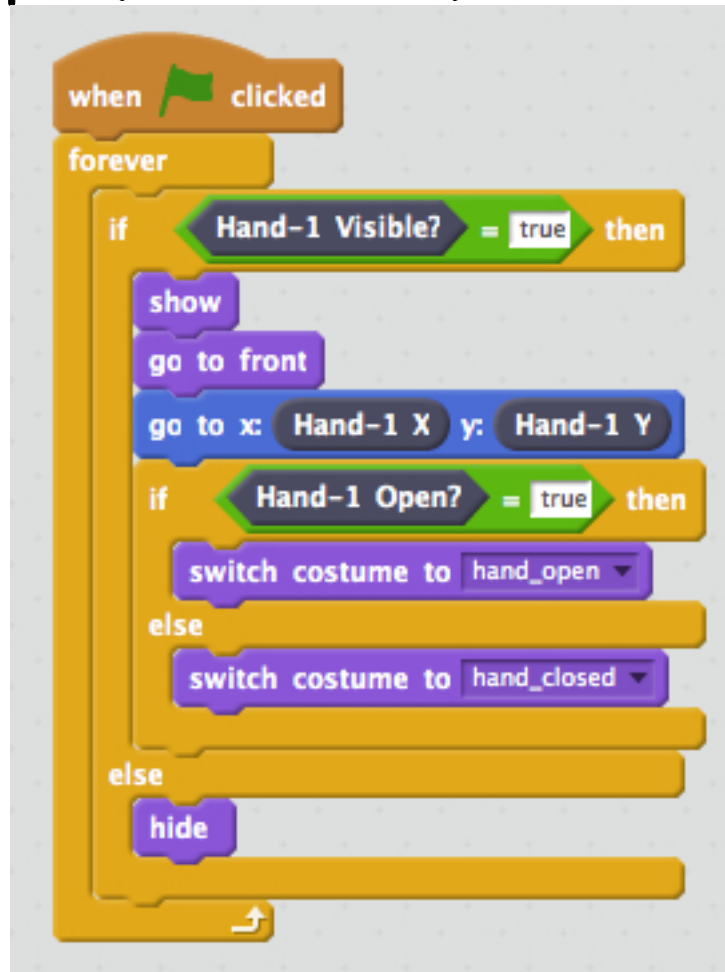 when clicked
forever
if Hand-1 Visible? = true then
show
go to front
go to x: Hand-1 X y: Hand-1 Y
if Hand-1 Open? = true then
switch costume to hand_open
else
switch costume to hand_closed
else
hide